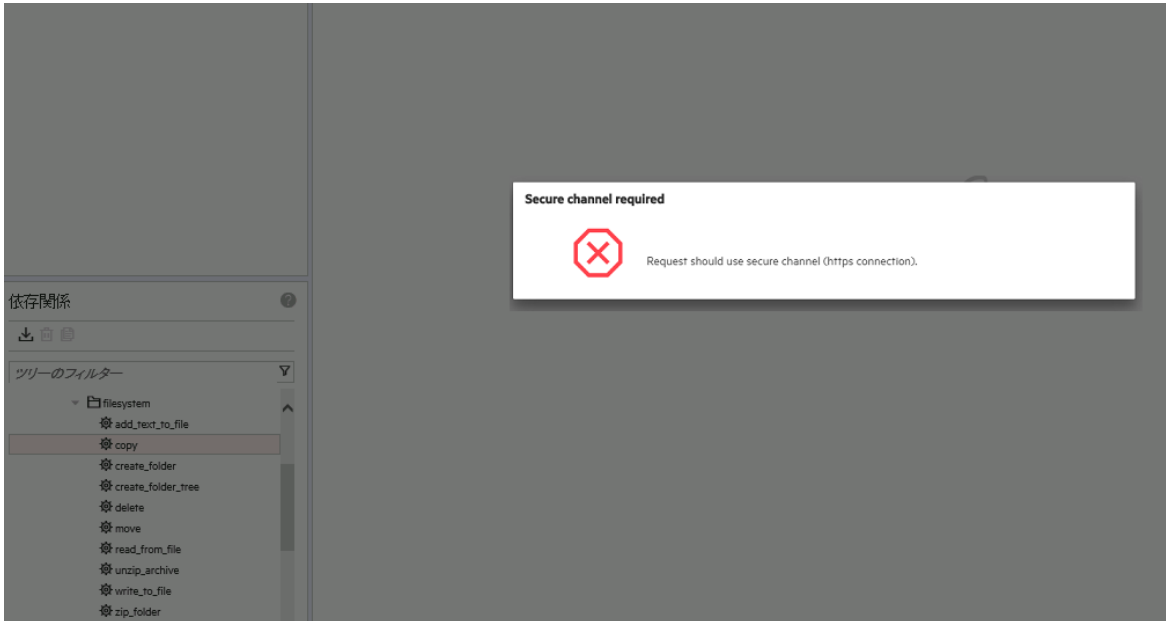 Secure channel required
Request should use secure channel (https connection).
依存関係
ツリーのフィルター
filesystem
add_text_to_file
copy
create_folder
create_folder_tree
delete
move
read_from_file
unzip_archive
write_to_file
zip_folder